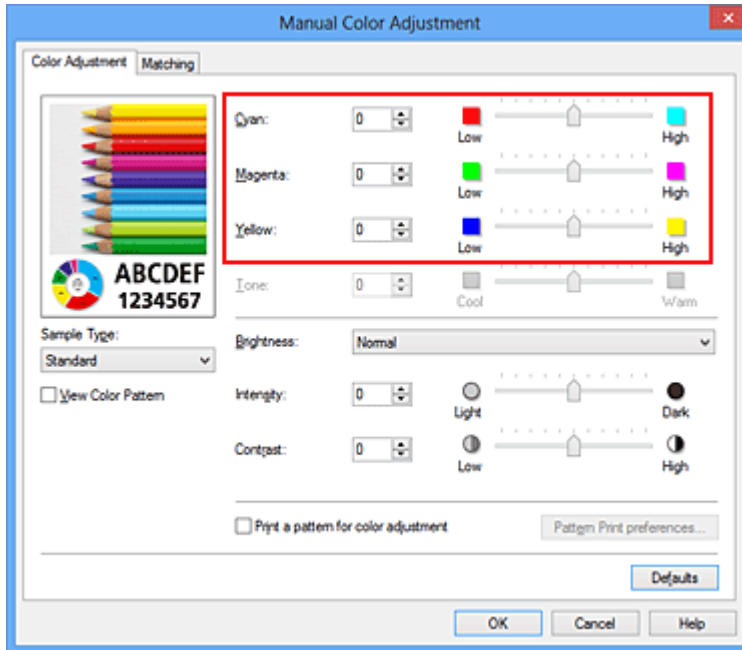 Manual Color Adjustment
Color Adjustment Matching
Cyan: 0 Low High
Magenta: 0 Low High
Yellow: 0 Low High
ABCDEF
1234567
Tone: 0 Cool Warm
Sample Type:
Standard
View Color Pattern
Brightness: Normal
Intensity: 0 Light Dark
Contrast: 0 Low High
Print a pattern for color adjustment Pattern Print preferences...
Defaults
OK Cancel Help